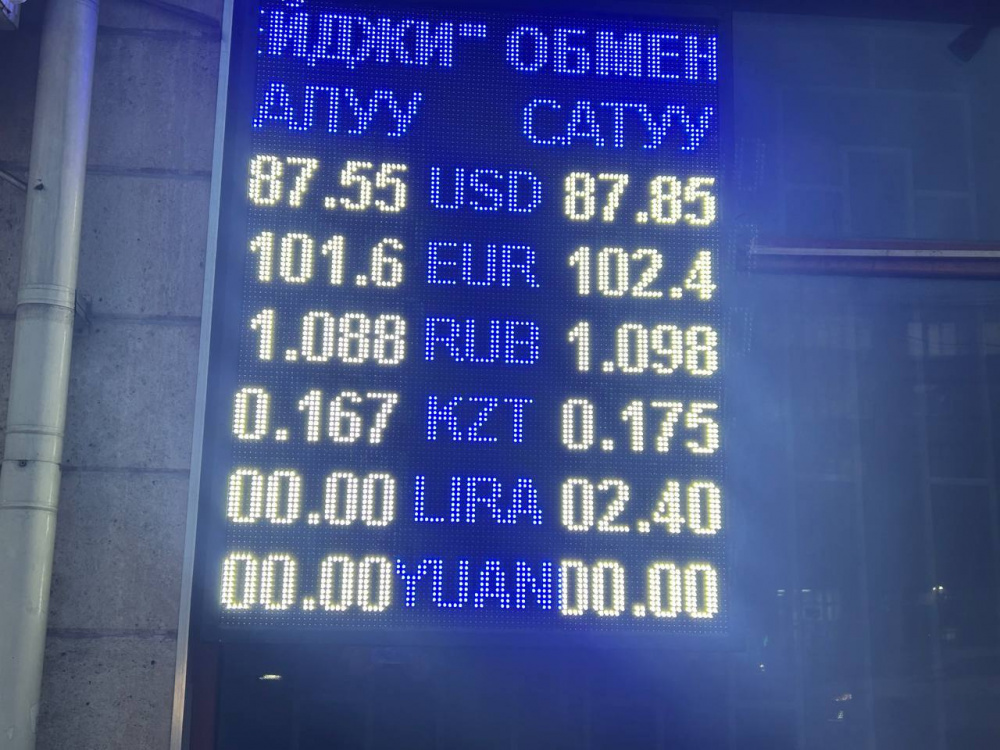 ЙДЖИ" ОБМЕН
АЛУУ САТУУ
87.55 USD 87.85
101.6 EUR 102.4
1.088 RUB 1.098
0.167 KZT 0.175
00.00 LIRA 02.40
00.00 YUAN 00.00